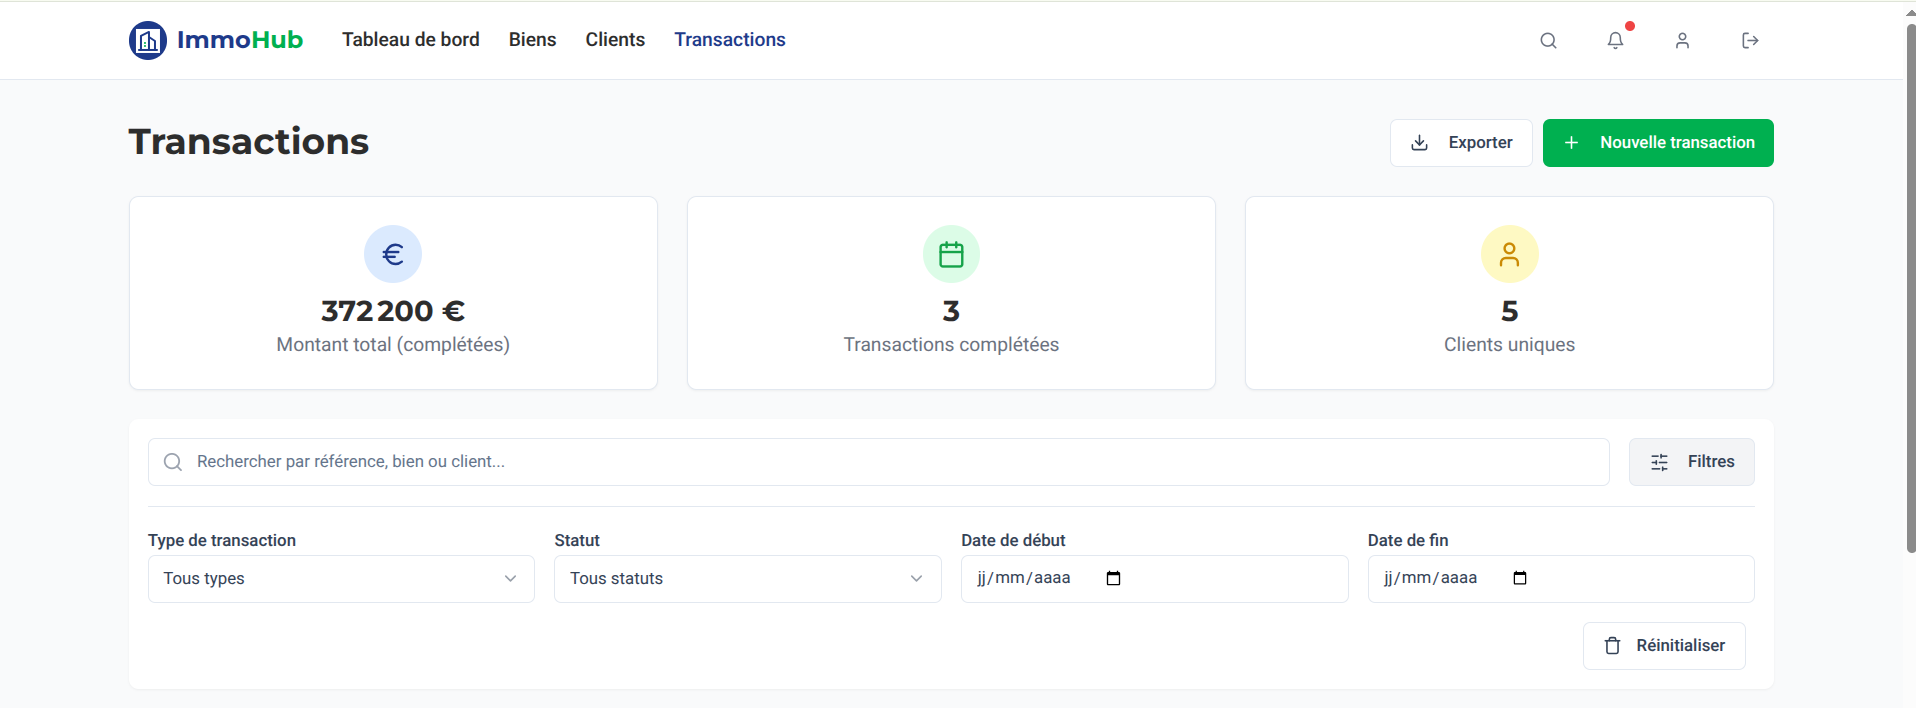 ImmoHub
Tableau de bord
Biens
Clients
Transactions
Transactions
Exporter
Nouvelle transaction
372 200 €
Montant total (complétées)
3
Transactions complétées
5
Clients uniques
Rechercher par référence, bien ou client...
Filtres
Type de transaction
Tous types
Statut
Tous statuts
Date de début
jj/mm/aaaa
Date de fin
jj/mm/aaaa
Réinitialiser